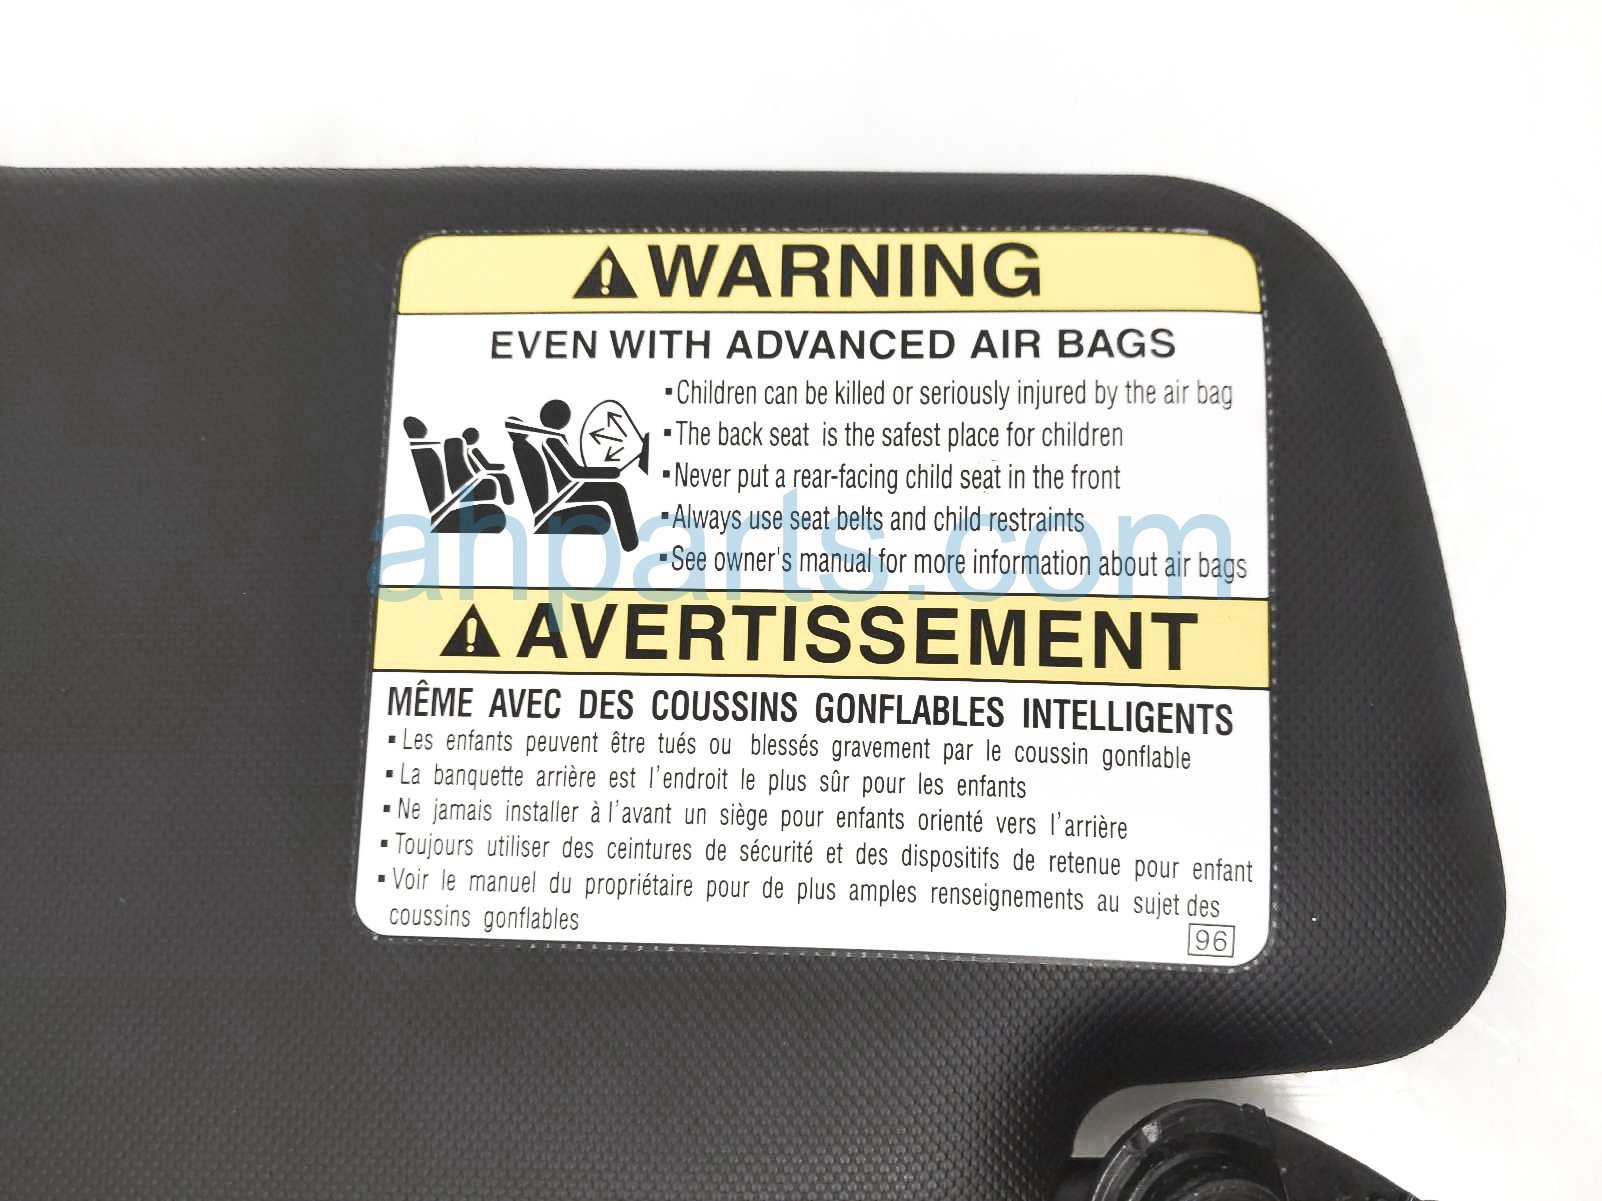 WARNING
EVEN WITH ADVANCED AIR BAGS
▪Children can be killed or seriously injured by the air bag
▪The back seat is the safest place for children
▪Never put a rear-facing child seat in the front
▪Always use seat belts and child restraints
▪See owner's manual for more information about air bags
ahparts.com
AVERTISSEMENT
MÊME AVEC DES COUSSINS GONFLABLES INTELLIGENTS
▪Les enfants peuvent être tués ou blessés gravement par le coussin gonflable
▪La banquette arrière est l'endroit le plus sûr pour les enfants
▪Ne jamais installer à l'avant un siège pour enfants orienté vers l'arrière
▪Toujours utiliser des ceintures de sécurité et des dispositifs de retenue pour enfant
▪Voir le manuel du propriétaire pour de plus amples renseignements au sujet des
coussins gonflables
96